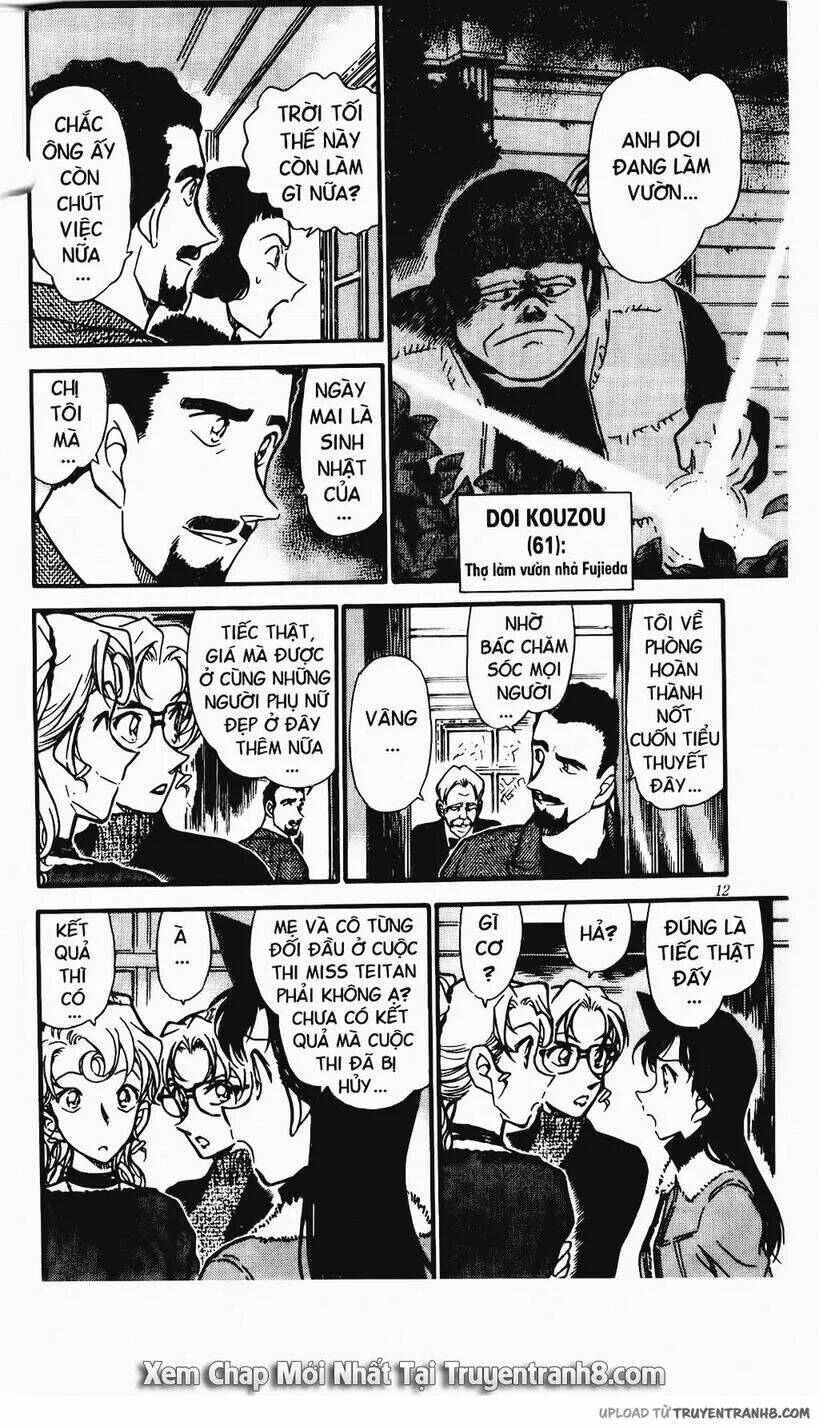 ANH DOI
ĐANG LÀM
VƯỜN...
DOI KOUZOU
(61):
Thợ làm vườn nhà Fujieda
TRỜI TỐI
THẾ NÀY
CÒN LÀM
GÌ NỮA?
CHẮC
ÔNG ẤY
CÒN
CHÚT
VIỆC
NỮA
...
NGÀY
MAI LÀ
SINH
NHẬT
CỦA
...
CHỊ
TÔI
MÀ
...
TÔI VỀ
PHÒNG
HOÀN
THÀNH
NỐT
CUỐN TIỂU
THUYẾT
ĐÂY...
NHỜ
BÁC CHĂM
SÓC MỌI
NGƯỜI
...
VÂNG
...
TIẾC THẬT,
GIÁ MÀ ĐƯỢC
Ở CÙNG NHỮNG
NGƯỜI PHỤ NỮ
ĐẸP Ở ĐÂY
THÊM NỮA
...
12
ĐÚNG LÀ
TIẾC THẬT
ĐẤY
...
HẢ?
GÌ
CƠ
?
MẸ VÀ CÔ TỪNG
ĐỐI ĐẦU Ở CUỘC
THI MISS TEITAN
PHẢI KHÔNG Ạ?
CHƯA CÓ KẾT
QUẢ MÀ CUỘC
THI ĐÃ BỊ
HỦY...
À
...
KẾT
QUẢ
THÌ
CÓ
...
Xem Chap Mới Nhất Tại Truyentranh8.com
UPLOAD TỪ TRUYENTRANH8.COM